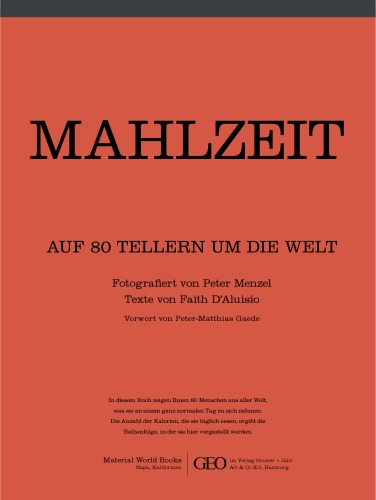 MAHLZEIT
AUF 80 TELLERN UM DIE WELT
Fotografiert von Peter Menzel
Texte von Faith D'Aluisio
Vorwort von Peter-Matthias Gaede
In diesem Buch zeigen Ihnen 80 Menschen aus aller Welt,
was sie an einem ganz normalen Tag zu sich nehmen.
Die Anzahl der Kalorien, die sie täglich essen, ergibt die
Reihenfolge, in der sie hier vorgestellt werden.
Material World Books
Napa, Kalifornien
GEO
im Verlag Gruner + Jahr
AG & Co KG, Hamburg